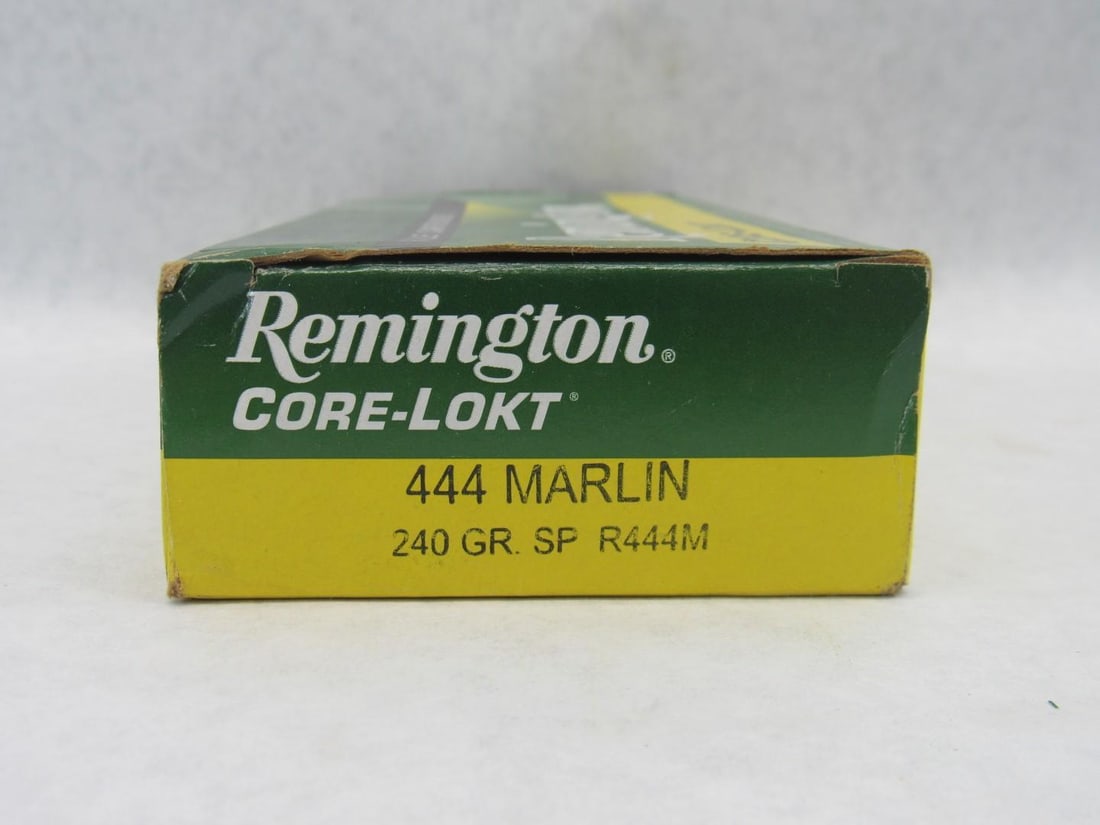 Remington®
CORE-LOKT®
444 MARLIN
240 GR. SP R444M